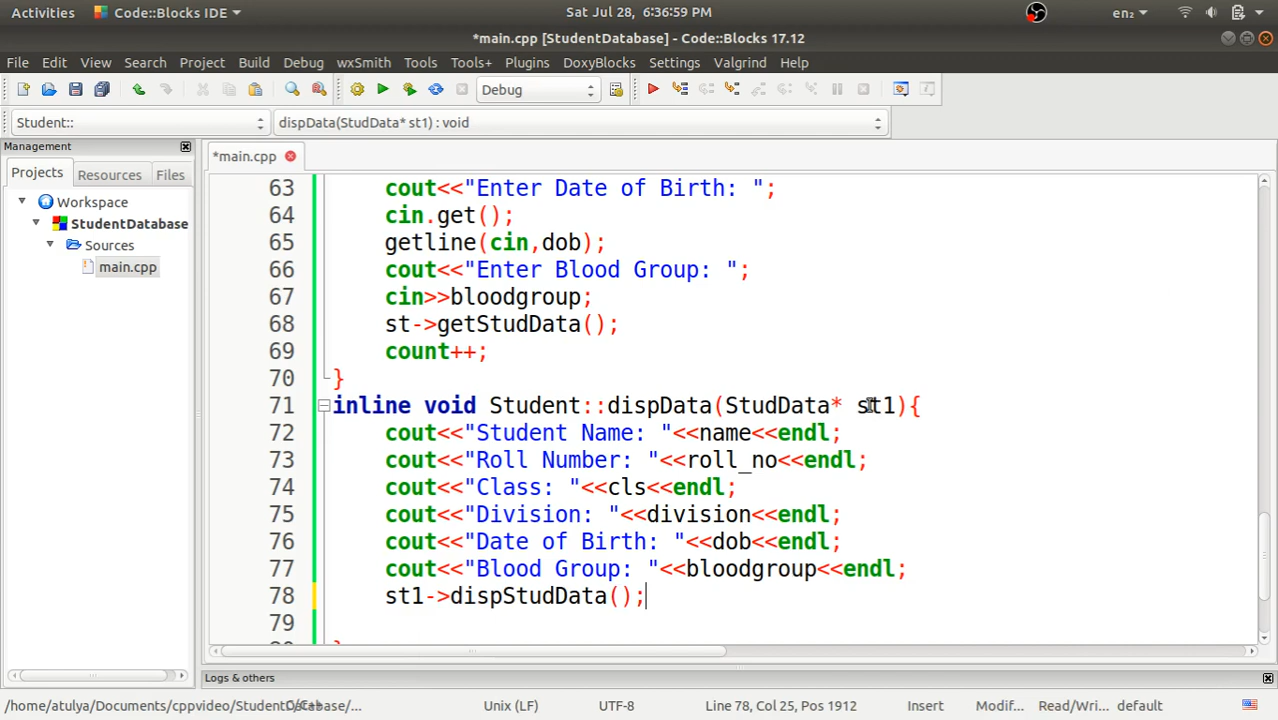 Activities Code::Blocks IDE Sat Jul 28, 6:36:59 PM en₂
*main.cpp [StudentDatabase] - Code::Blocks 17.12
File Edit View Search Project Build Debug wxSmith Tools Tools+ Plugins DoxyBlocks Settings Valgrind Help
Debug
Student:: dispData(StudData* st1) : void
Management
*main.cpp
Projects Resources Files
Workspace
StudentDatabase
Sources
main.cpp
63 cout<<"Enter Date of Birth: ";
64 cin.get();
65 getline(cin,dob);
66 cout<<"Enter Blood Group: ";
67 cin>>bloodgroup;
68 st->getStudData();
69 count++;
70 }
71 inline void Student::dispData(StudData* st1){
72 cout<<"Student Name: "<<name<<endl;
73 cout<<"Roll Number: "<<roll_no<<endl;
74 cout<<"Class: "<<cls<<endl;
75 cout<<"Division: "<<division<<endl;
76 cout<<"Date of Birth: "<<dob<<endl;
77 cout<<"Blood Group: "<<bloodgroup<<endl;
78 st1->dispStudData();
79
}
Logs & others
Unix (LF) UTF-8 Line 78, Col 25, Pos 1912 Insert Modif... Read/Wri... default